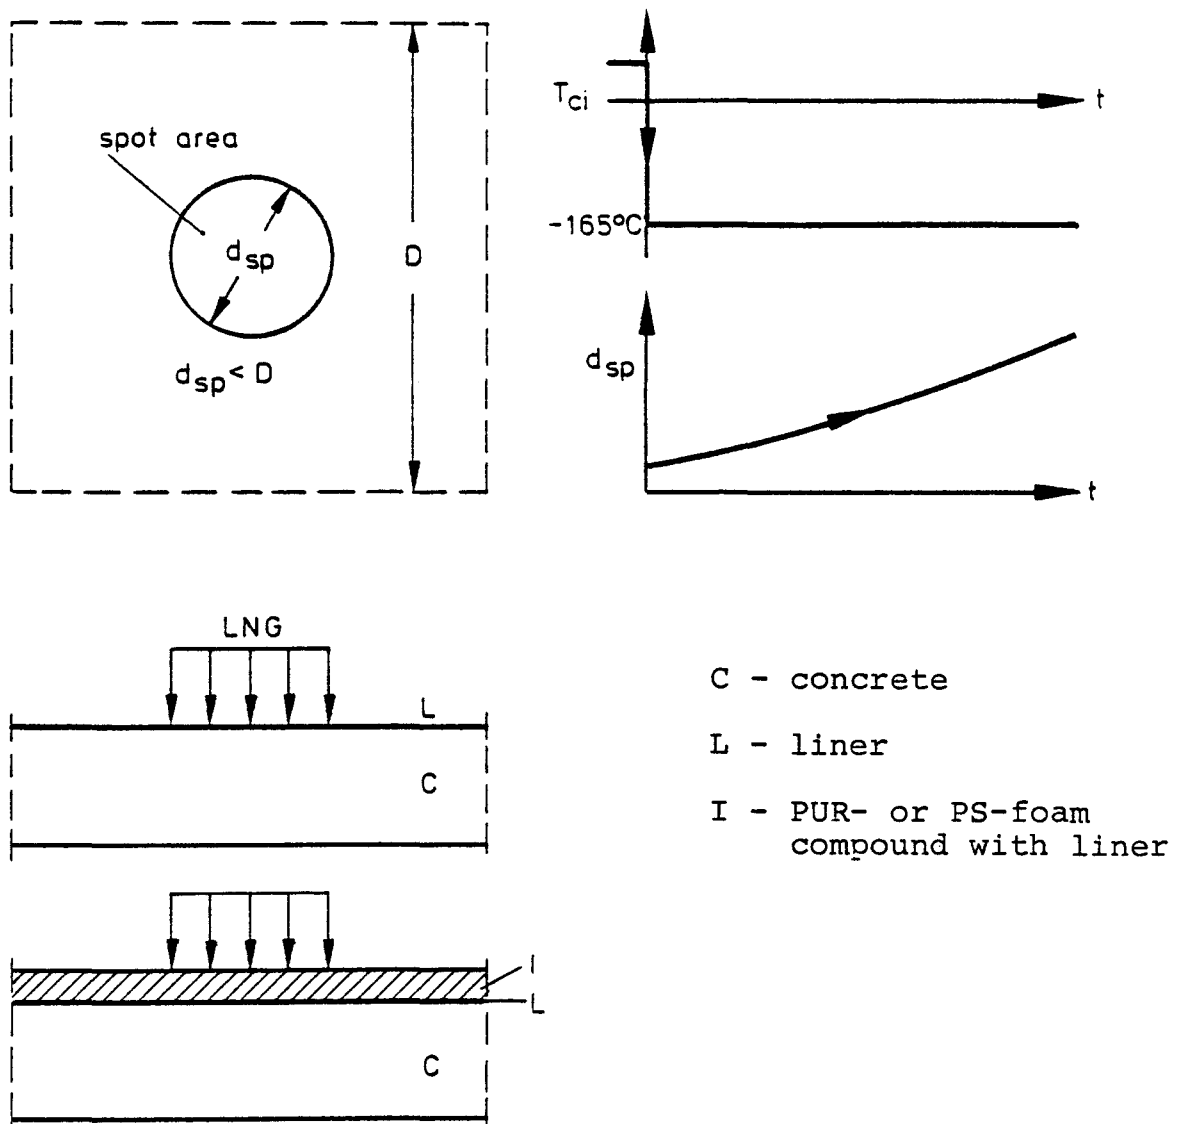 spot area
d_sp
D
d_sp < D
T_ci
t
-165°C
d_sp
t
LNG
L
C
I
L
C
C - concrete
L - liner
I - PUR- or PS-foam
compound with liner